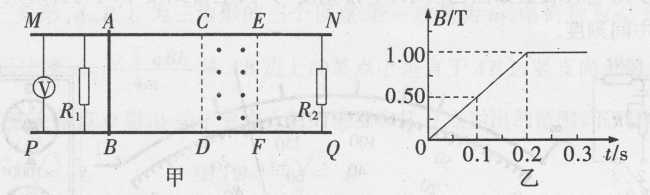 M A C E N
V R₁ R₂
P B D F Q
甲
B/T
1.00
0.50
0 0.1 0.2 0.3 t/s
乙